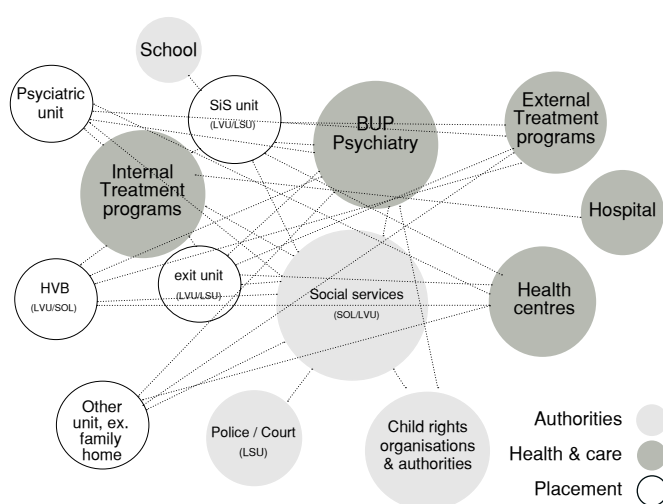 School
Psyciatric
unit
SiS unit
(LVU/LSU)
BUP
Psychiatry
External
Treatment
programs
Internal
Treatment
programs
Hospital
HVB
(LVU/SOL)
exit unit
(LVU/LSU)
Social services
(SOL/LVU)
Health
centres
Other
unit, ex.
family
home
Police / Court
(LSU)
Child rights
organisations
& authorities
Authorities
Health & care
Placement